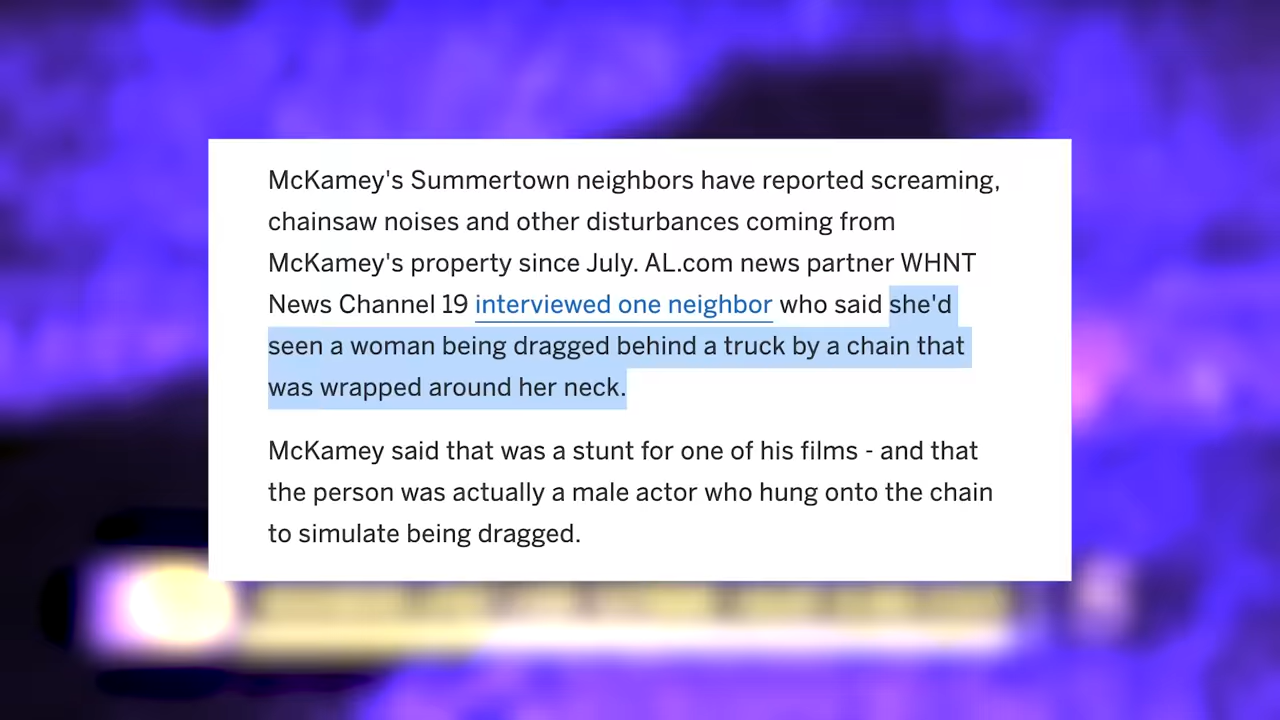 McKamey's Summertown neighbors have reported screaming,
chainsaw noises and other disturbances coming from
McKamey's property since July. AL.com news partner WHNT
News Channel 19 interviewed one neighbor who said she'd
seen a woman being dragged behind a truck by a chain that
was wrapped around her neck.
McKamey said that was a stunt for one of his films - and that
the person was actually a male actor who hung onto the chain
to simulate being dragged.